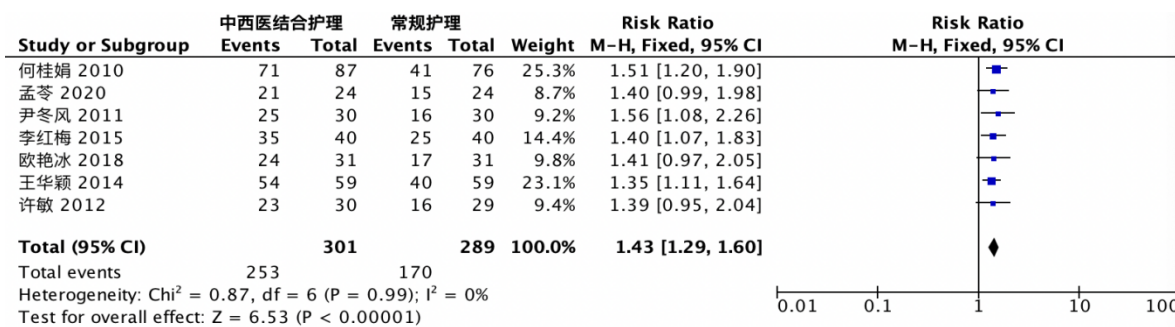 中西医结合护理 常规护理 Risk Ratio Risk Ratio
Study or Subgroup Events Total Events Total Weight M-H, Fixed, 95% CI M-H, Fixed, 95% CI
何桂娟 2010 71 87 41 76 25.3% 1.51 [1.20, 1.90]
孟苓 2020 21 24 15 24 8.7% 1.40 [0.99, 1.98]
尹冬风 2011 25 30 16 30 9.2% 1.56 [1.08, 2.26]
李红梅 2015 35 40 25 40 14.4% 1.40 [1.07, 1.83]
欧艳冰 2018 24 31 17 31 9.8% 1.41 [0.97, 2.05]
王华颖 2014 54 59 40 59 23.1% 1.35 [1.11, 1.64]
许敏 2012 23 30 16 29 9.4% 1.39 [0.95, 2.04]
Total (95% CI) 301 289 100.0% 1.43 [1.29, 1.60]
Total events 253 170
Heterogeneity: Chi² = 0.87, df = 6 (P = 0.99); I² = 0%
Test for overall effect: Z = 6.53 (P < 0.00001)
0.01 0.1 1 10 100